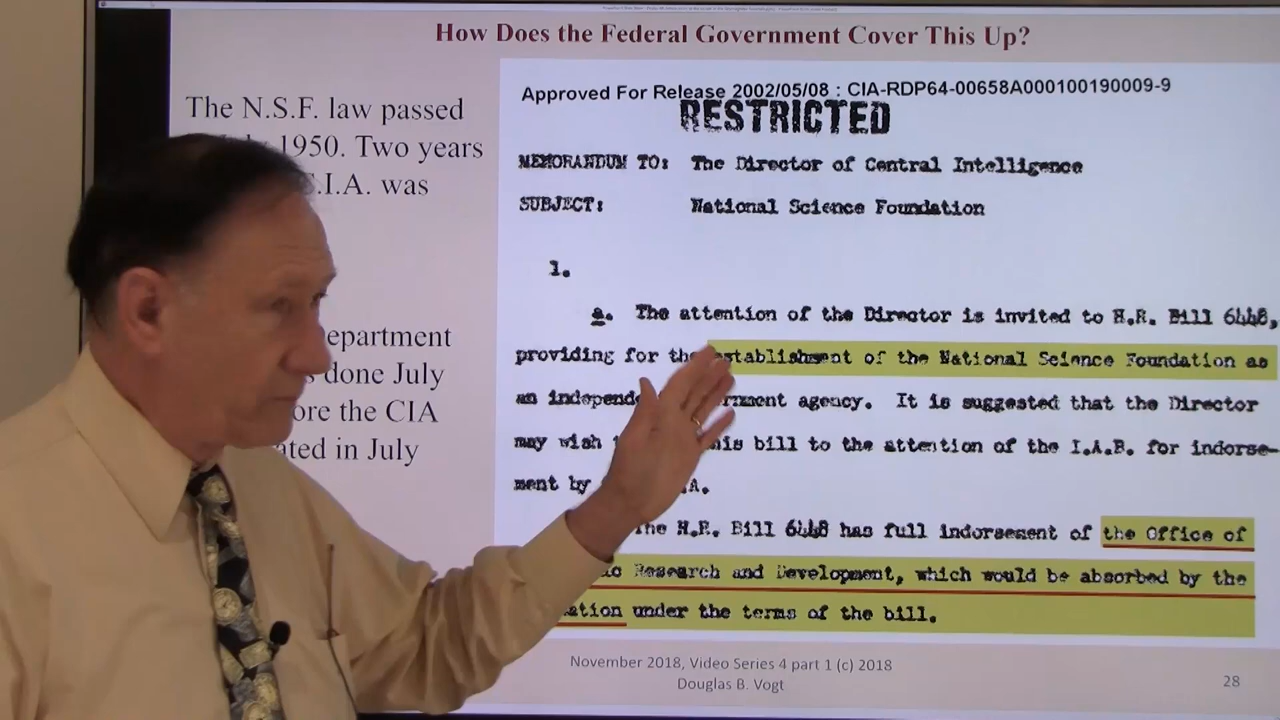 How Does the Federal Government Cover This Up?
The N.S.F. law passed
1950. Two years
C.I.A. was
epartment
done July
ore the CIA
ated in July
Approved For Release 2002/05/08 : CIA-RDP64-00658A000100190009-9
RESTRICTED
MEMORANDUM TO: The Director of Central Intelligence
SUBJECT: National Science Foundation
1.
a. The attention of the Director is invited to H.R. Bill 6448,
providing for the establishment of the National Science Foundation as
an independ rnment agency. It is suggested that the Director
may wish his bill to the attention of the I.A.B. for indorse-
ment by .A.
The H.R. Bill 6448 has full indorsement of the Office of
ic Research and Development, which would be absorbed by the
ation under the terms of the bill.
November 2018, Video Series 4 part 1 (c) 2018
Douglas B. Vogt
28